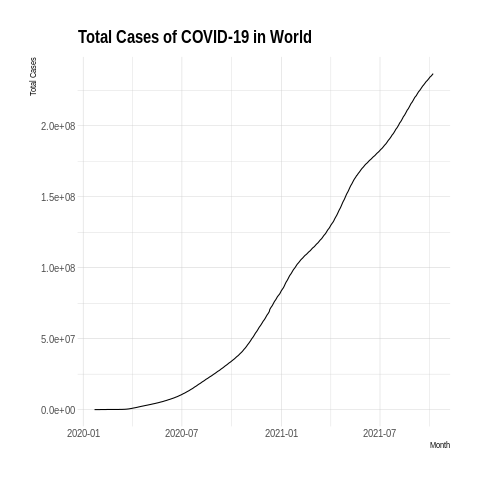 Total Cases of COVID-19 in World
Total Cases
2.0e+08
1.5e+08
1.0e+08
5.0e+07
0.0e+00
2020-01 2020-07 2021-01 2021-07
Month